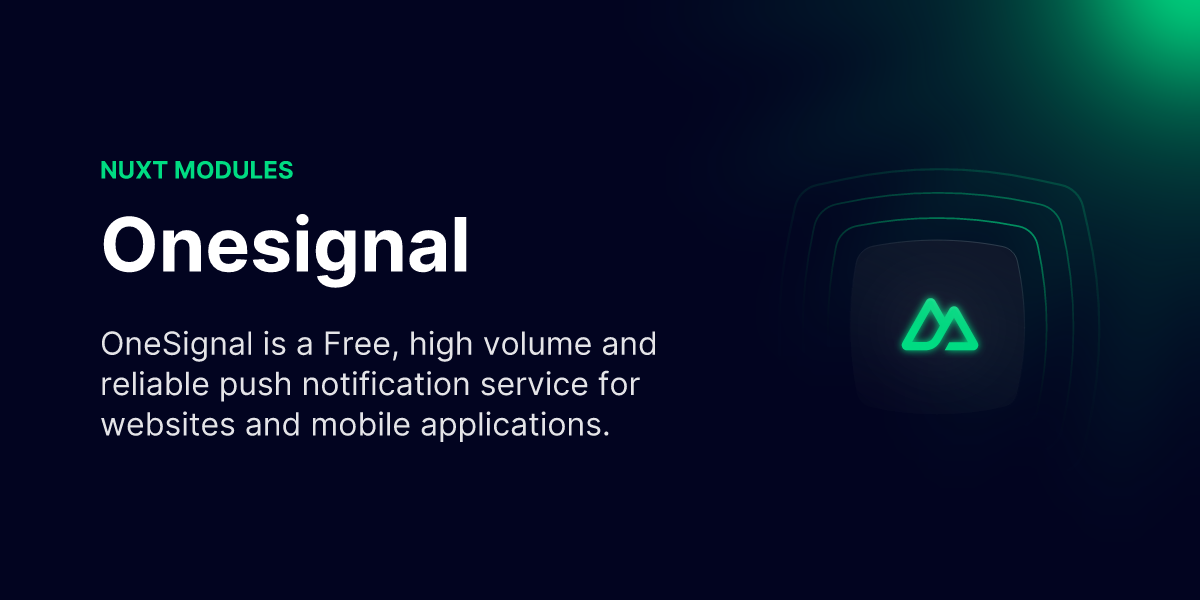 NUXT MODULES
Onesignal
OneSignal is a Free, high volume and
reliable push notification service for
websites and mobile applications.